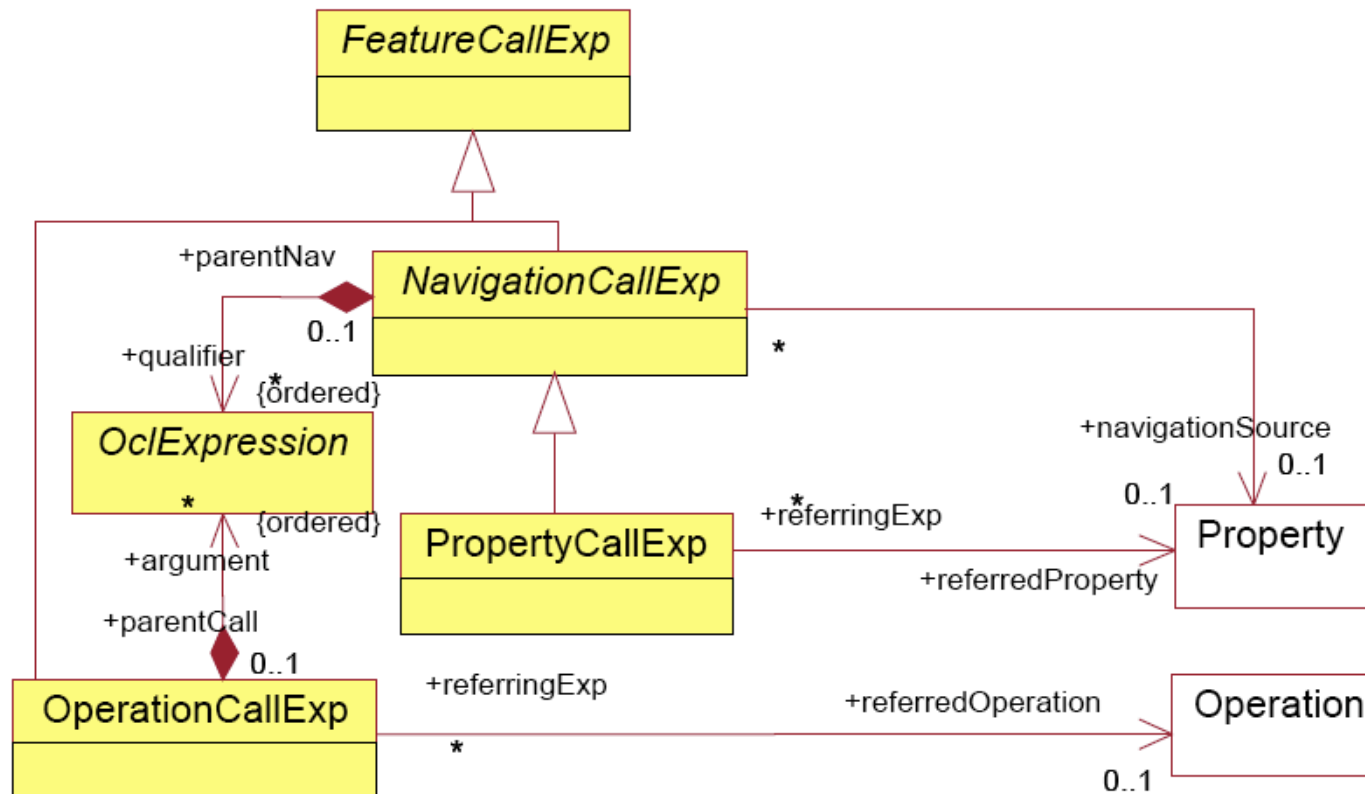 FeatureCallExp
+parentNav
NavigationCallExp
0..1
*
+qualifier
*
{ordered}
OclExpression
+navigationSource
0..1
*
{ordered}
0..1
*
+referringExp
Property
PropertyCallExp
+argument
+referredProperty
+parentCall
0..1
+referringExp
OperationCallExp
+referredOperation
Operation
*
0..1